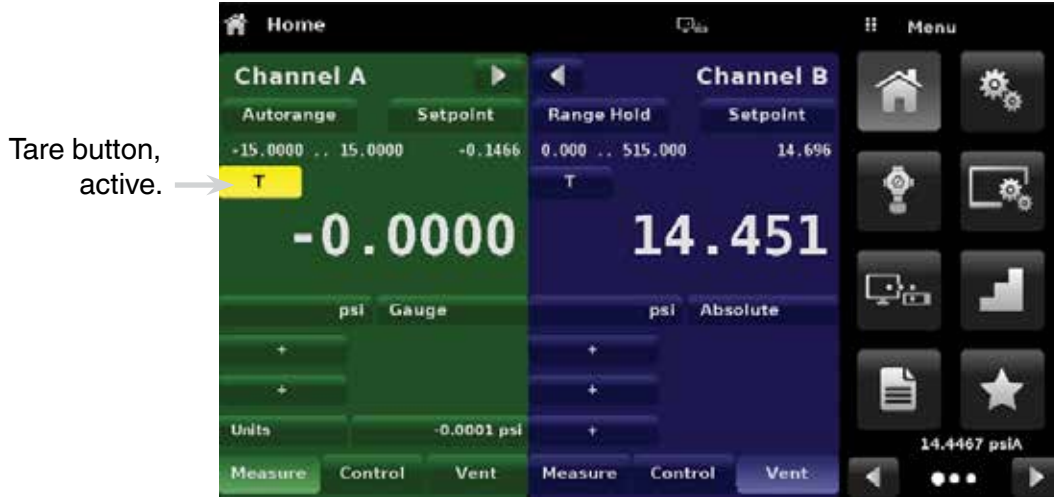 Home
Menu
Tare button,
active.
Channel A
Channel B
Autorange Setpoint
Range Hold Setpoint
-15.0000 .. 15.0000 -0.1466
0.000 .. 515.000 14.696
T
T
-0.0000
14.451
psi Gauge
psi Absolute
+
+
+
+
Units -0.0001 psi
+
Measure Control Vent
Measure Control Vent
14.4467 psiA